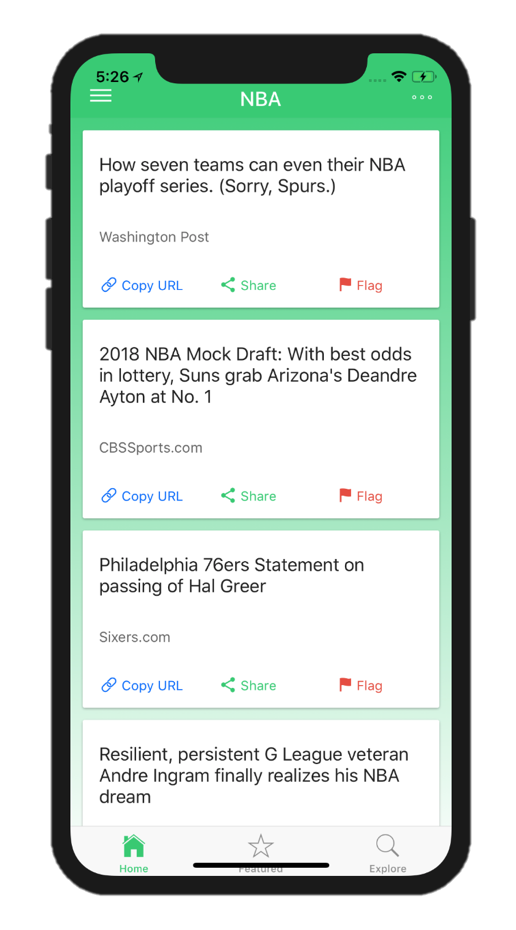 5:26
NBA
How seven teams can even their NBA
playoff series. (Sorry, Spurs.)
Washington Post
Copy URL Share Flag
2018 NBA Mock Draft: With best odds
in lottery, Suns grab Arizona's Deandre
Ayton at No. 1
CBSSports.com
Copy URL Share Flag
Philadelphia 76ers Statement on
passing of Hal Greer
Sixers.com
Copy URL Share Flag
Resilient, persistent G League veteran
Andre Ingram finally realizes his NBA
dream
Home Featured Explore